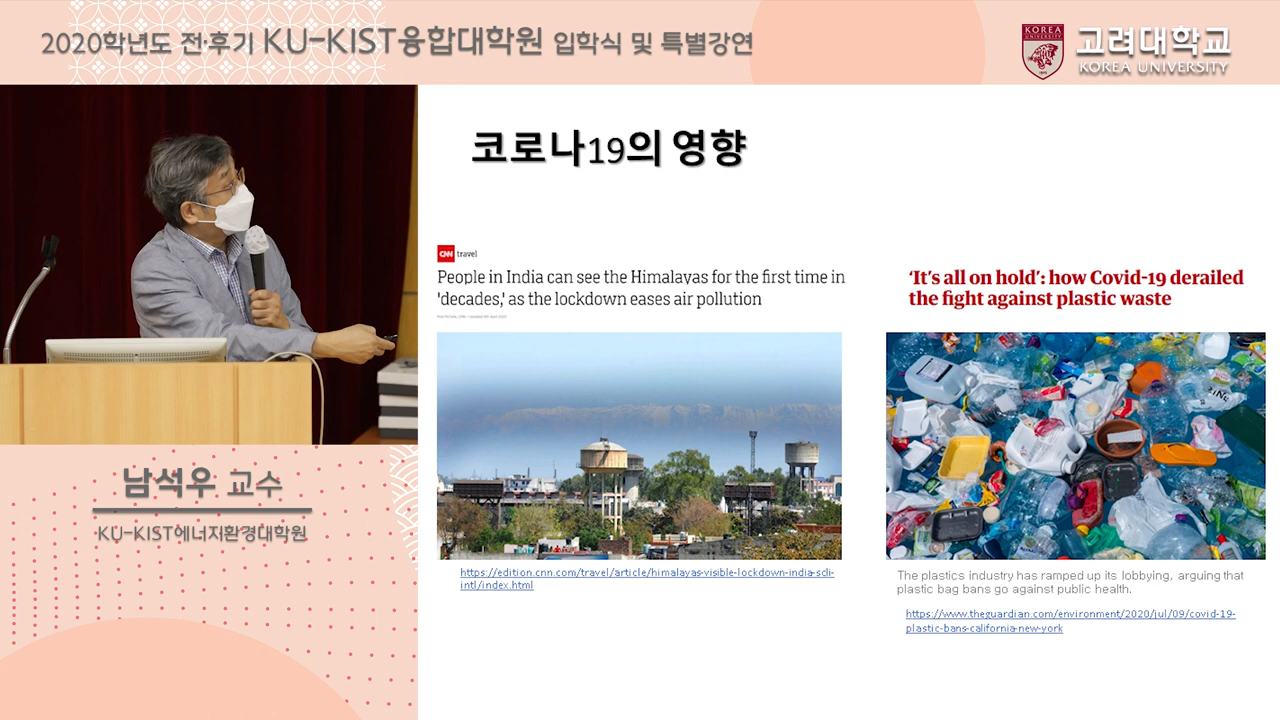 2020학년도 전·후기 KU-KIST융합대학원 입학식 및 특별강연
KOREA
고려대학교
KOREA UNIVERSITY
코로나19의 영향
CNN travel
People in India can see the Himalayas for the first time in
'decades,' as the lockdown eases air pollution
'It's all on hold': how Covid-19 derailed
the fight against plastic waste
https://edition.cnn.com/travel/article/himalayas-visible-lockdown-india-scli-
intl/index.html
The plastics industry has ramped up its lobbying, arguing that
plastic bag bans go against public health.
https://www.theguardian.com/environment/2020/jul/09/covid-19-
plastic-bans-california-new-york
남석우 교수
KU-KIST에너지환경대학원